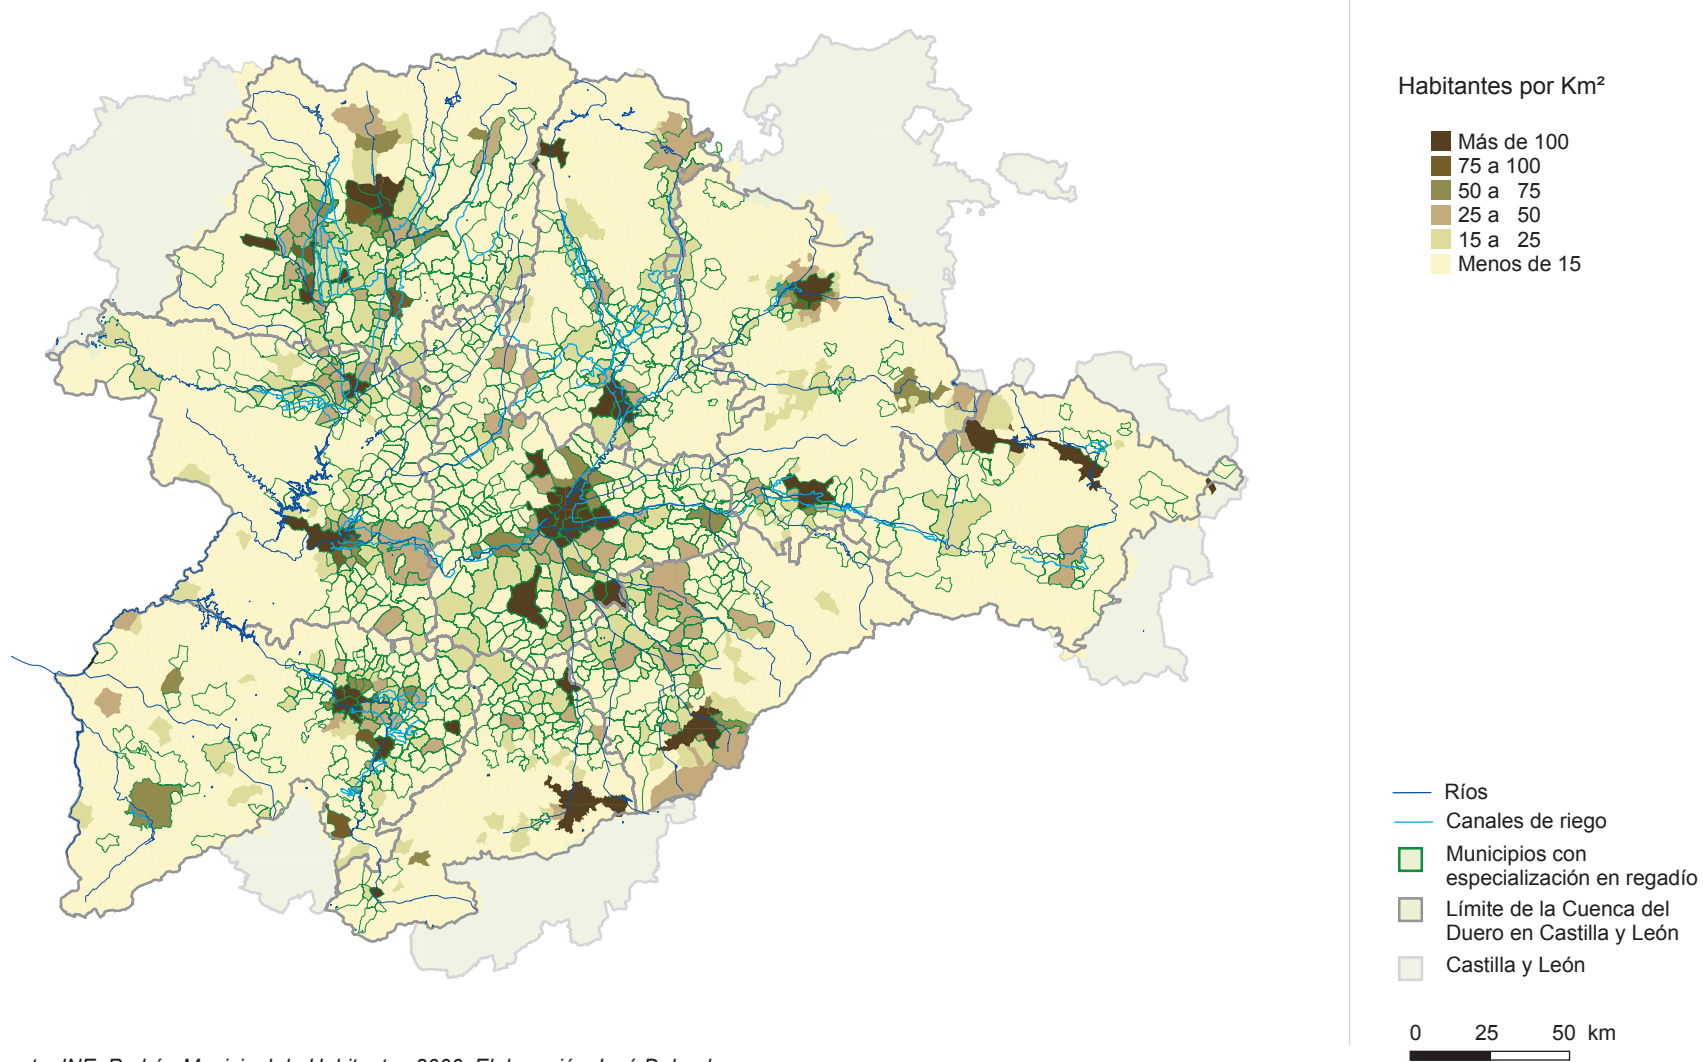 Habitantes por Km²
Más de 100
75 a 100
50 a 75
25 a 50
15 a 25
Menos de 15
Ríos
Canales de riego
Municipios con
especialización en regadío
Límite de la Cuenca del
Duero en Castilla y León
Castilla y León
0 25 50 km